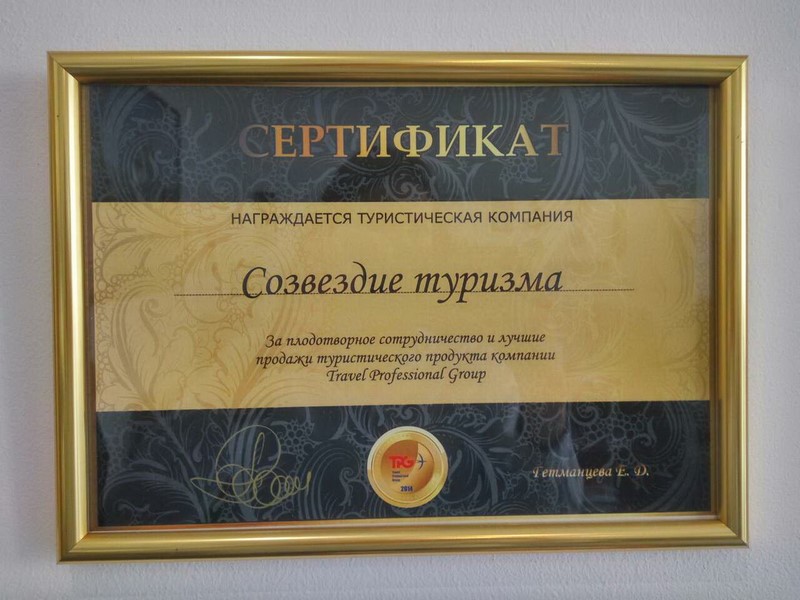 СЕРТИФИКАТ
НАГРАЖДАЕТСЯ ТУРИСТИЧЕСКАЯ КОМПАНИЯ
Созвездие туризма
За плодотворное сотрудничество и лучшие
продажи туристического продукта компании
Travel Professional Group
TPG
2014
Гетманцева Е. Д.